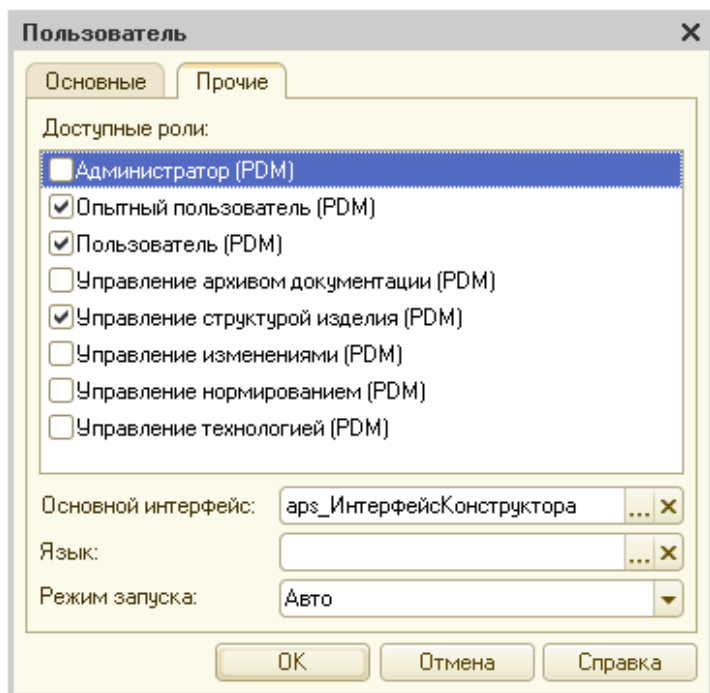 Пользователь
Основные Прочие
Доступные роли:
Администратор (PDM)
Опытный пользователь (PDM)
Пользователь (PDM)
Управление архивом документации (PDM)
Управление структурой изделия (PDM)
Управление изменениями (PDM)
Управление нормированием (PDM)
Управление технологией (PDM)
Основной интерфейс: aps_ИнтерфейсКонструктора ...
Язык: ...
Режим запуска: Авто
OK Отмена Справка